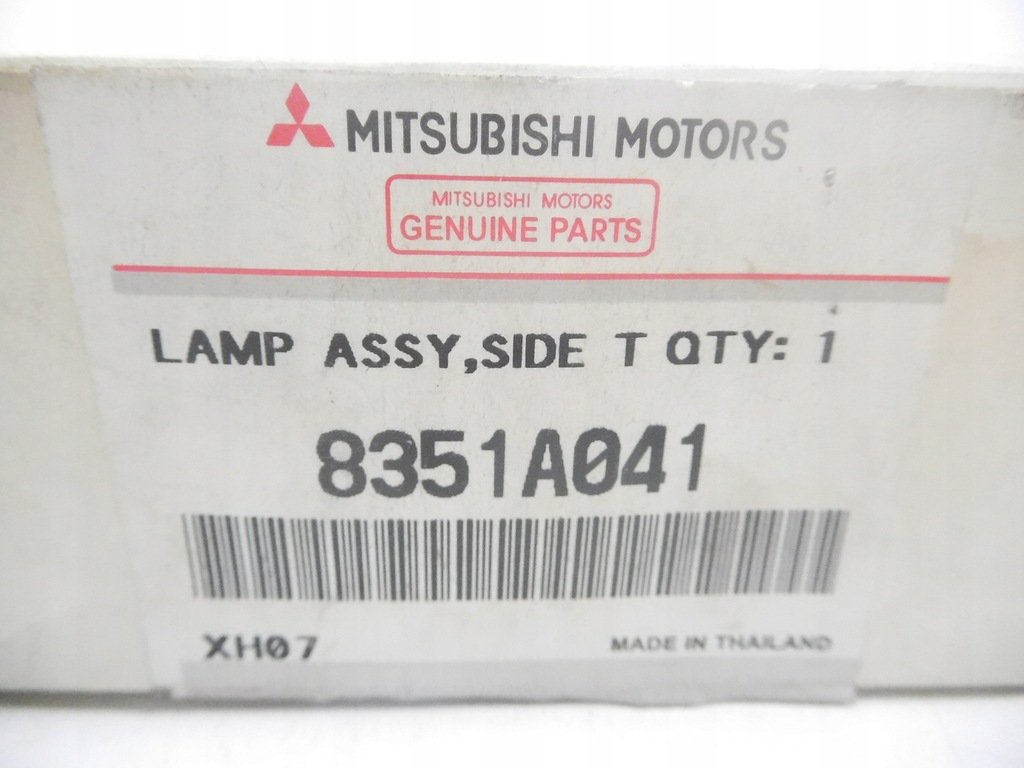 MITSUBISHI MOTORS
MITSUBISHI MOTORS
GENUINE PARTS
LAMP ASSY,SIDE T QTY: 1
8351A041
XH07 MADE IN THAILAND